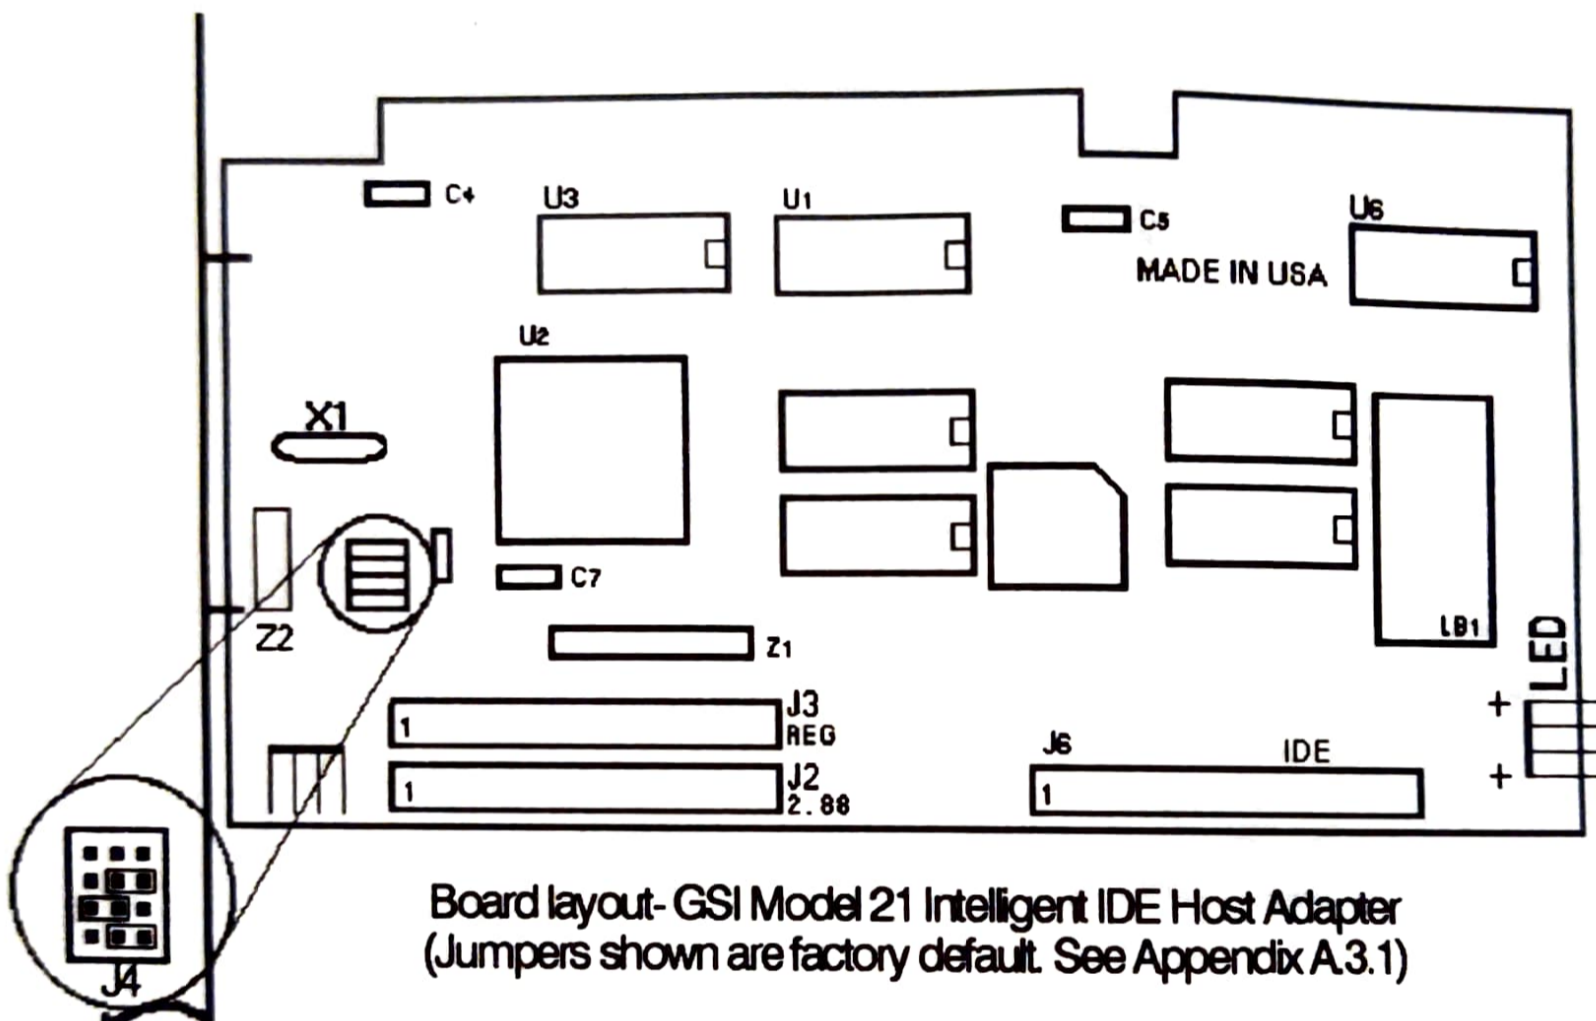 C4
U3
U1
C5
U6
MADE IN USA
U2
X1
C7
Z2
Z1
LB1
LED
+
1
J3
REG
1
J2
2.88
J6
IDE
1
+
J4
Board layout- GSI Model 21 Intelligent IDE Host Adapter
(Jumpers shown are factory default. See Appendix A.3.1)